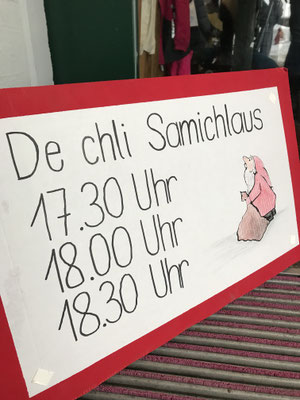 De chli Samichlaus
17.30 Uhr
18.00 Uhr
18.30 Uhr